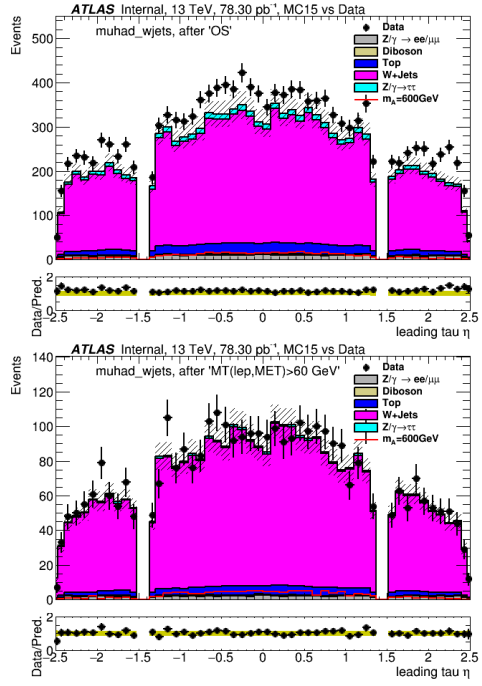 ATLAS Internal, 13 TeV, 78.30 pb⁻¹, MC15 vs Data
Events
muhad_wjets, after 'OS'
Data
Z/γ → ee/μμ
Diboson
Top
W+Jets
Z/γ→ττ
m_A=600GeV
500
400
300
200
100
0
Data/Pred.
2
0
−2.5 −2 −1.5 −1 −0.5 0 0.5 1 1.5 2 2.5
leading tau η
ATLAS Internal, 13 TeV, 78.30 pb⁻¹, MC15 vs Data
Events
muhad_wjets, after 'MT(lep,MET)>60 GeV'
Data
Z/γ → ee/μμ
Diboson
Top
W+Jets
Z/γ→ττ
m_A=600GeV
140
120
100
80
60
40
20
0
Data/Pred.
2
0
−2.5 −2 −1.5 −1 −0.5 0 0.5 1 1.5 2 2.5
leading tau η